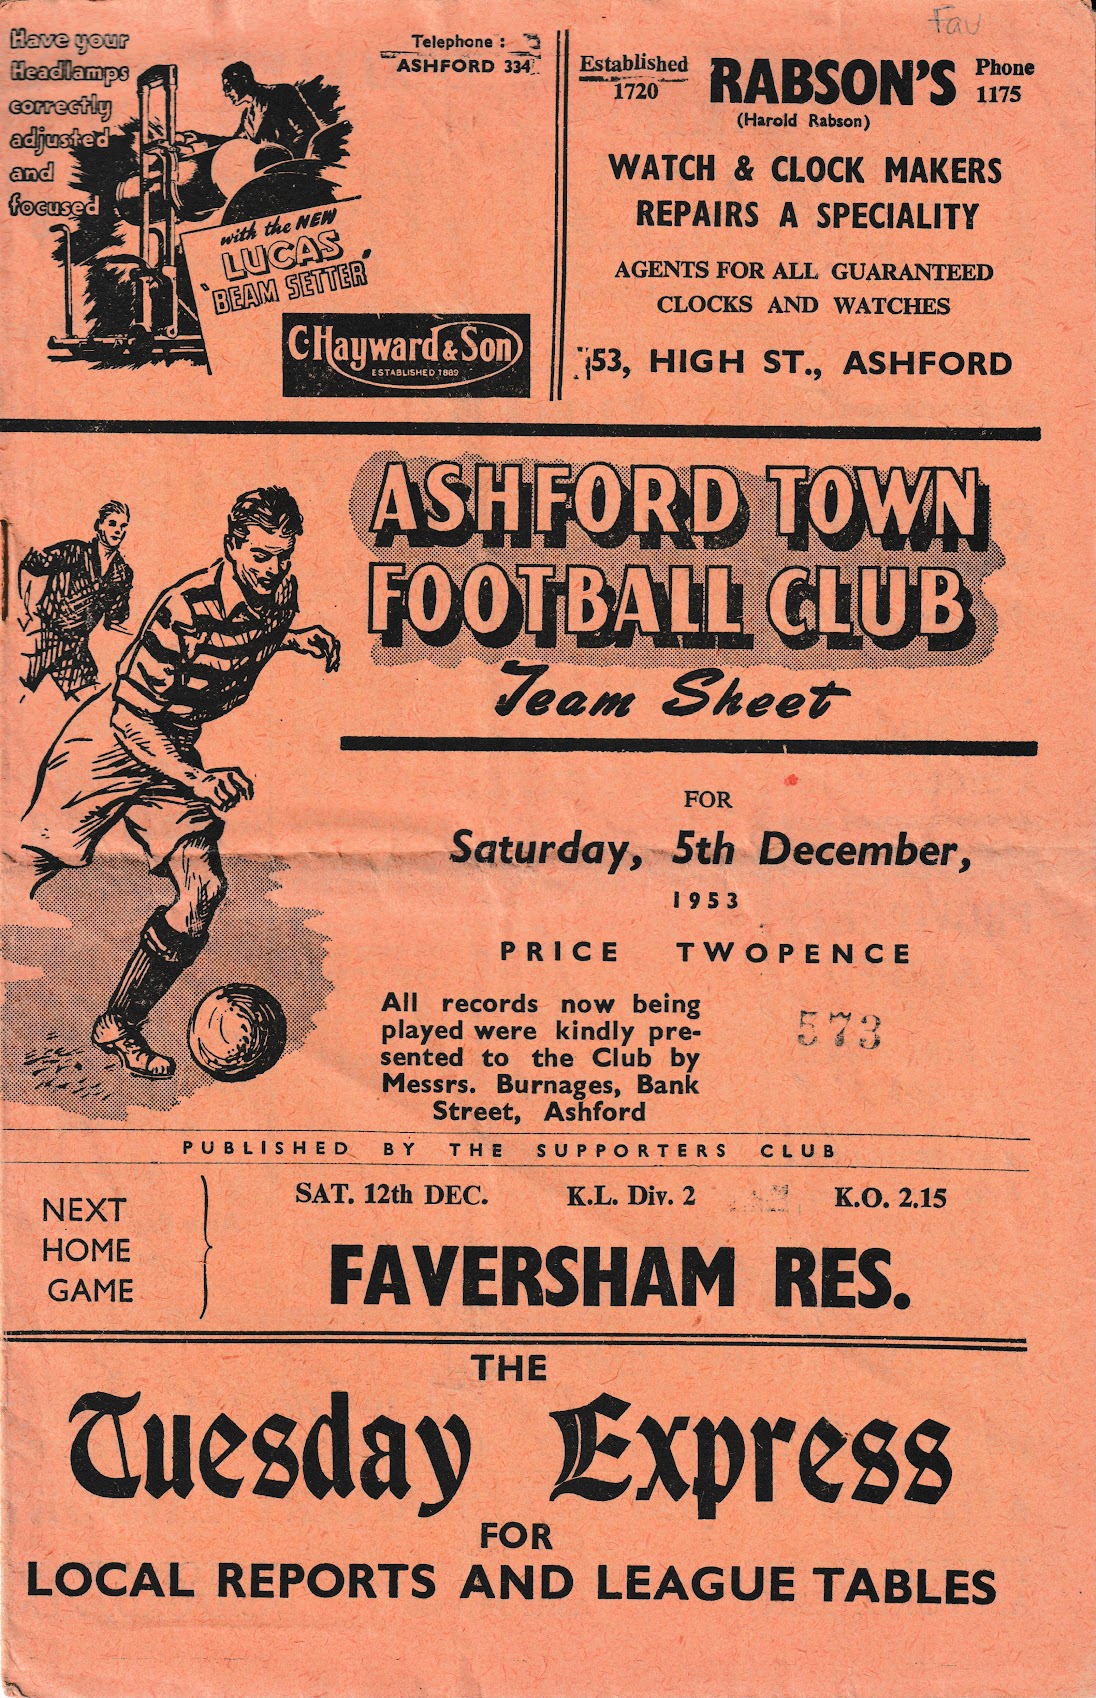 Fav
Have your
Headlamps
correctly
adjusted
and
focused
with the NEW
LUCAS
'BEAM SETTER'
Telephone :
ASHFORD 334
C. Hayward & Son
ESTABLISHED 1889
Established
1720
RABSON'S
(Harold Rabson)
Phone
1175
WATCH & CLOCK MAKERS
REPAIRS A SPECIALITY
AGENTS FOR ALL GUARANTEED
CLOCKS AND WATCHES
53, HIGH ST., ASHFORD
ASHFORD TOWN
FOOTBALL CLUB
Team Sheet
FOR
Saturday, 5th December,
1953
PRICE TWOPENCE
All records now being
played were kindly pre-
sented to the Club by
Messrs. Burnages, Bank
Street, Ashford
573
PUBLISHED BY THE SUPPORTERS CLUB
NEXT
HOME
GAME
SAT. 12th DEC. K.L. Div. 2 K.O. 2.15
FAVERSHAM RES.
THE
Tuesday Express
FOR
LOCAL REPORTS AND LEAGUE TABLES